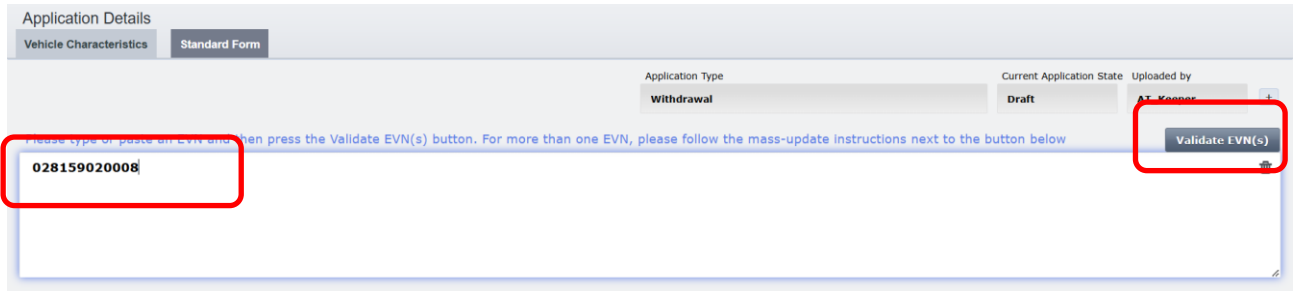 Application Details
Vehicle Characteristics Standard Form
Application Type Current Application State Uploaded by
Withdrawal Draft AT Keeper +
Please type or paste an EVN and then press the Validate EVN(s) button. For more than one EVN, please follow the mass-update instructions next to the button below Validate EVN(s)
028159020008